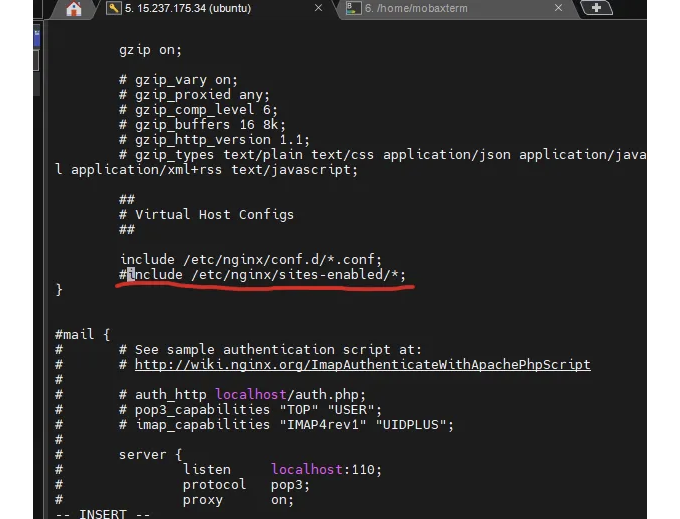 5. 15.237.175.34 (ubuntu)
6. /home/mobaxterm
gzip on;
# gzip_vary on;
# gzip_proxied any;
# gzip_comp_level 6;
# gzip_buffers 16 8k;
# gzip_http_version 1.1;
# gzip_types text/plain text/css application/json application/java
l application/xml+rss text/javascript;
##
# Virtual Host Configs
##
include /etc/nginx/conf.d/*.conf;
#include /etc/nginx/sites-enabled/*;
}
#mail {
# # See sample authentication script at:
# # http://wiki.nginx.org/ImapAuthenticateWithApachePhpScript
#
# # auth_http localhost/auth.php;
# # pop3_capabilities "TOP" "USER";
# # imap_capabilities "IMAP4rev1" "UIDPLUS";
#
# server {
# listen localhost:110;
# protocol pop3;
# proxy on;
-- INSERT --